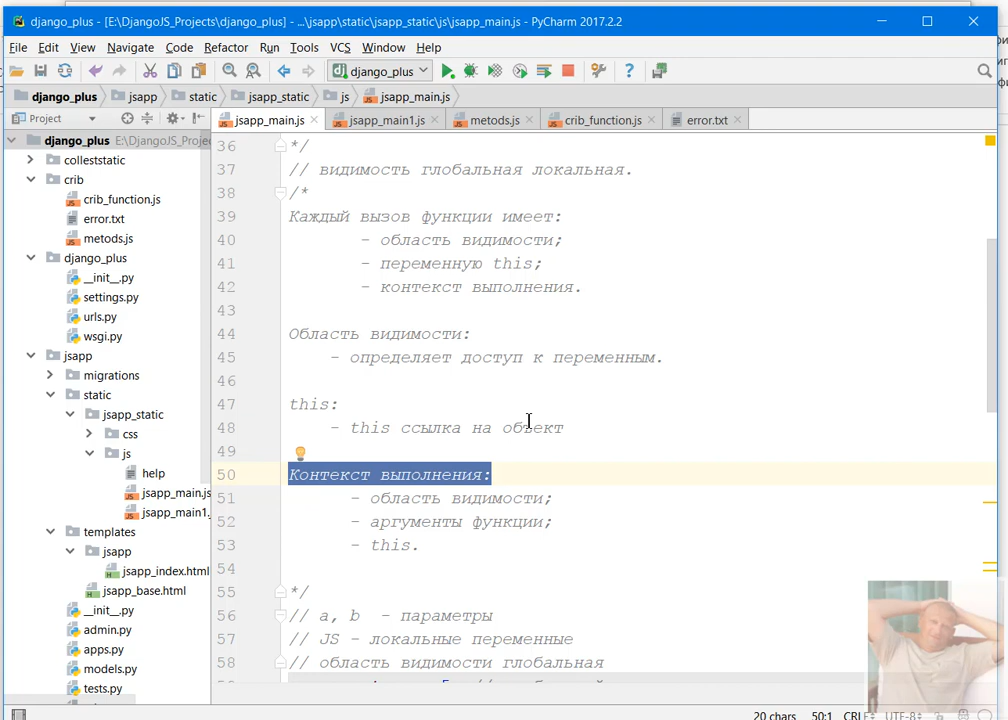 django_plus - [E:\DjangoJS_Projects\django_plus] - ...\jsapp\static\jsapp_static\js\jsapp_main.js - PyCharm 2017.2.2
File Edit View Navigate Code Refactor Run Tools VCS Window Help
django_plus
django_plus jsapp static jsapp_static js jsapp_main.js
Project
jsapp_main.js jsapp_main1.js metods.js crib_function.js error.txt
django_plus E:\DjangoJS_Projec
colleststatic
crib
crib_function.js
error.txt
metods.js
django_plus
__init__.py
settings.py
urls.py
wsgi.py
jsapp
migrations
static
jsapp_static
css
js
help
jsapp_main.js
jsapp_main1.
templates
jsapp
jsapp_index.html
jsapp_base.html
__init__.py
admin.py
apps.py
models.py
tests.py
36 */
37 // видимость глобальная локальная.
38 /*
39 Каждый вызов функции имеет:
40 - область видимости;
41 - переменную this;
42 - контекст выполнения.
43
44 Область видимости:
45 - определяет доступ к переменным.
46
47 this:
48 - this ссылка на объект
49
50 Контекст выполнения:
51 - область видимости;
52 - аргументы функции;
53 - this.
54
55 */
56 // a, b - параметры
57 // JS - локальные переменные
58 // область видимости глобальная
20 chars 50:1 CRLF UTF-8